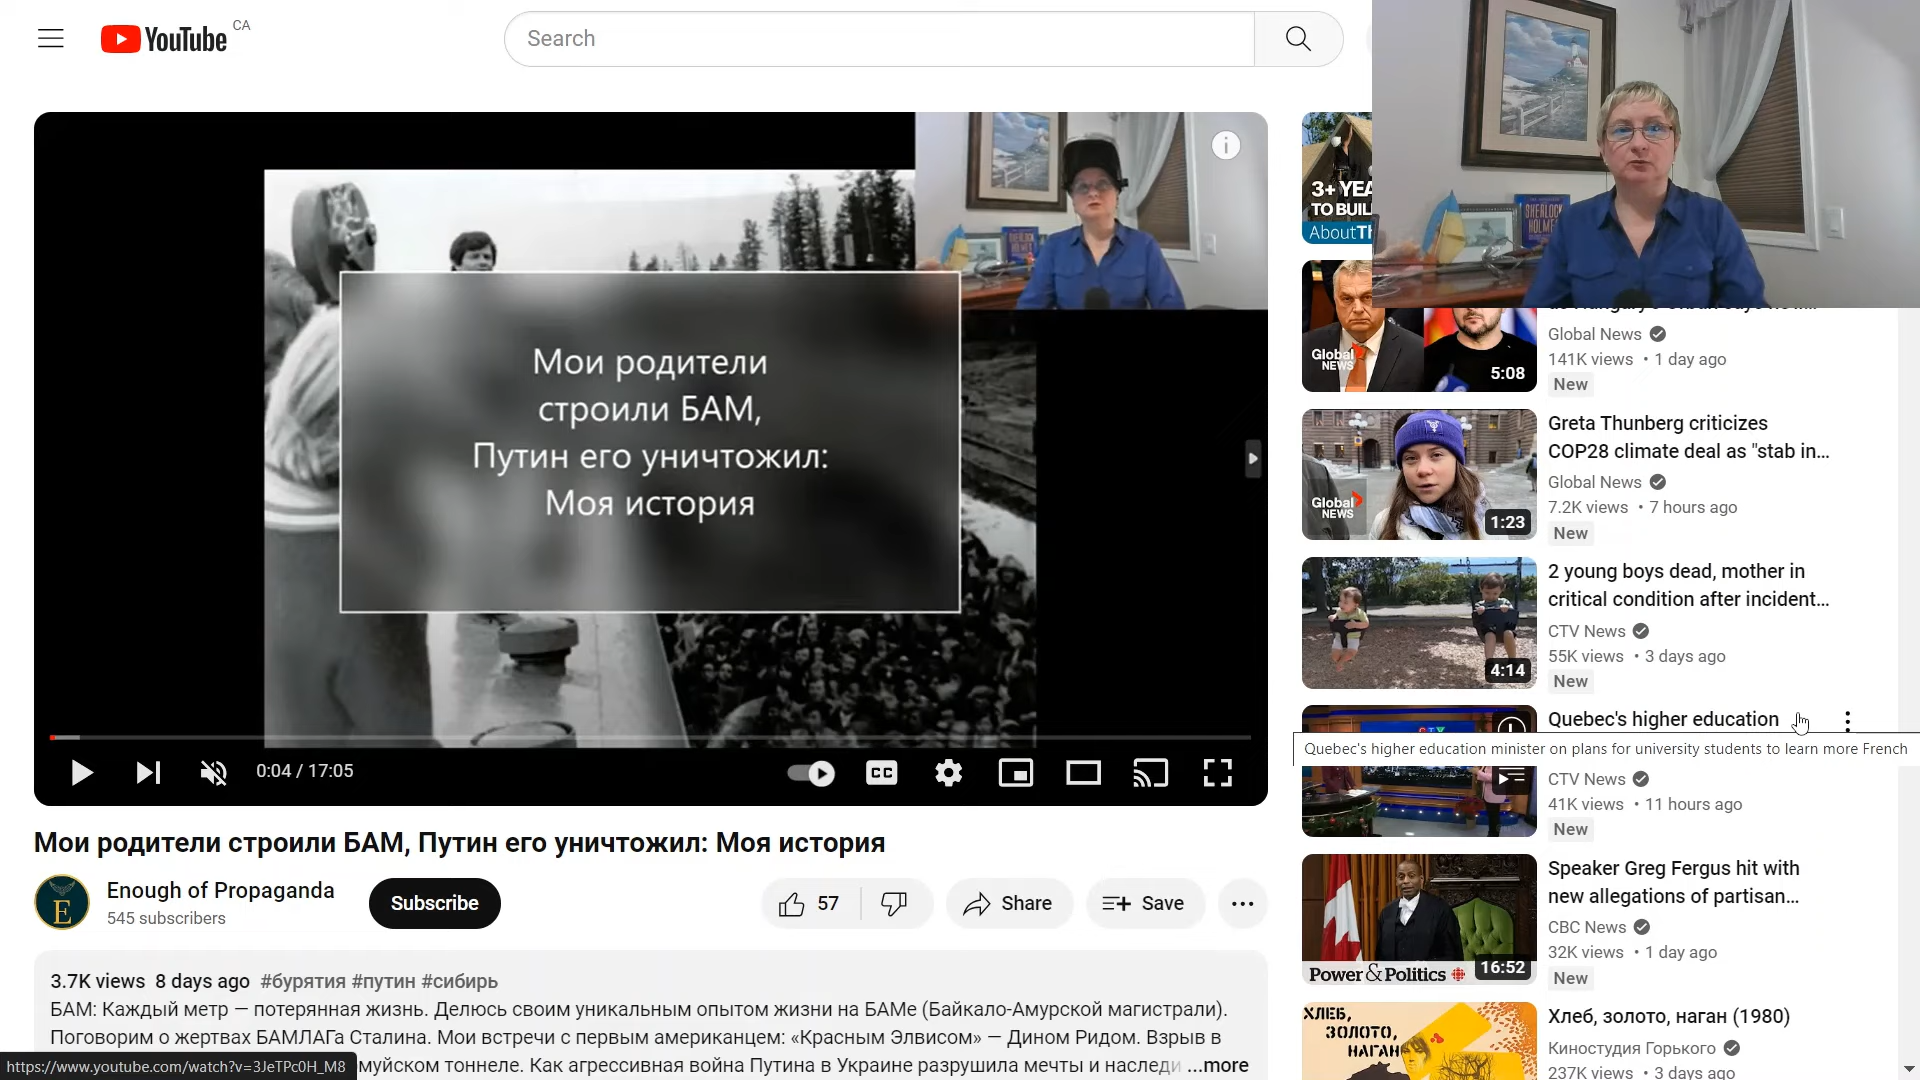 YouTube CA
Search
Мои родители
строили БАМ,
Путин его уничтожил:
Моя история
CC
0:04 / 17:05
Мои родители строили БАМ, Путин его уничтожил: Моя история
E
Enough of Propaganda
545 subscribers
Subscribe
57
Share
Save
3.7K views 8 days ago #бурятия #путин #сибирь
БАМ: Каждый метр — потерянная жизнь. Делюсь своим уникальным опытом жизни на БАМе (Байкало-Амурской магистрали).
Поговорим о жертвах БАМЛАГа Сталина. Мои встречи с первым американцем: «Красным Элвисом» — Дином Ридом. Взрыв в
муйском тоннеле. Как агрессивная война Путина в Украине разрушила мечты и наследи ...more
https://www.youtube.com/watch?v=3JeTPc0H_M8
SHERLOCK
HOLMES
3+ YEA
TO BUIL
AboutTh
Global
NEWS
5:08
Global News
141K views • 1 day ago
New
Global
NEWS
1:23
Greta Thunberg criticizes
COP28 climate deal as "stab in...
Global News
7.2K views • 7 hours ago
New
4:14
2 young boys dead, mother in
critical condition after incident...
CTV News
55K views • 3 days ago
New
CTV
Quebec's higher education
Quebec's higher education minister on plans for university students to learn more French
CTV News
41K views • 11 hours ago
New
Power & Politics
16:52
Speaker Greg Fergus hit with
new allegations of partisan...
CBC News
32K views • 1 day ago
New
ХЛЕБ,
ЗОЛОТО,
НАГАН
Хлеб, золото, наган (1980)
Киностудия Горького
237K views • 3 days ago